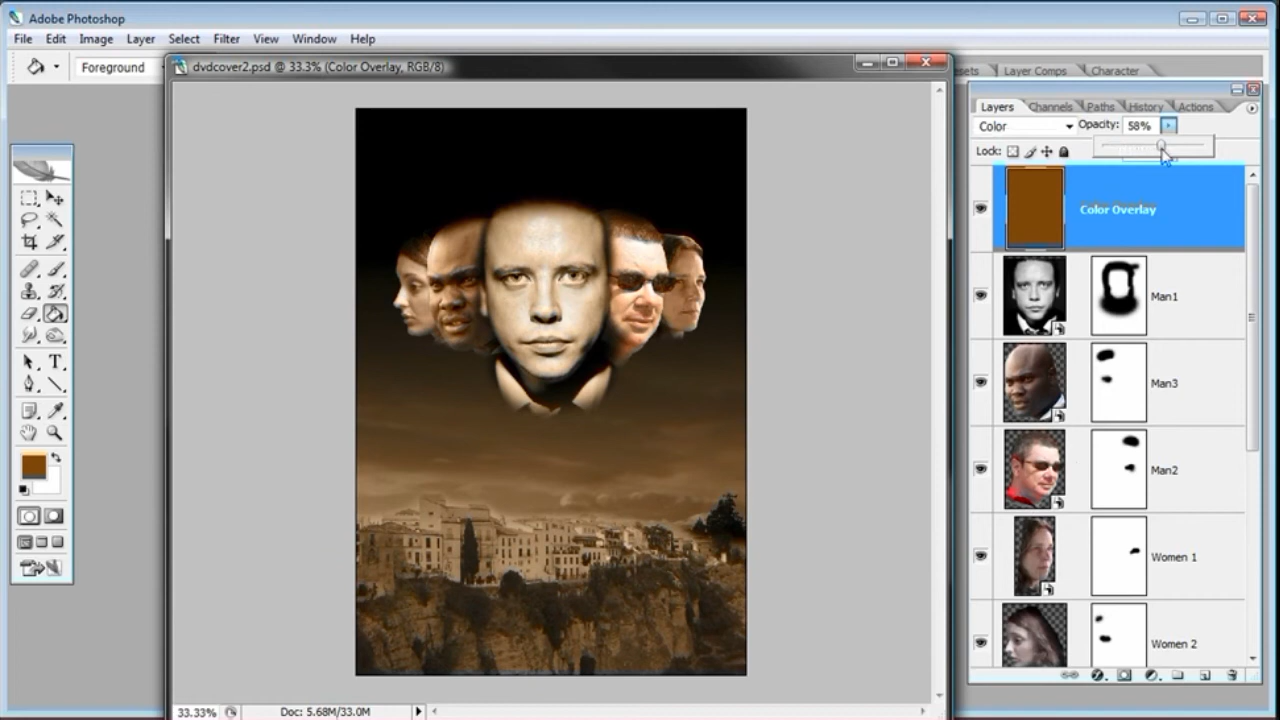 Adobe Photoshop
File Edit Image Layer Select Filter View Window Help
Foreground
dvdcover2.psd @ 33.3% (Color Overlay, RGB/8)
Layer Comps Character
Layers Channels Paths History Actions
Color Opacity: 58%
Lock:
Color Overlay
Man1
Man3
Man2
Women 1
Women 2
T
33.33% Doc: 5.68M/33.0M